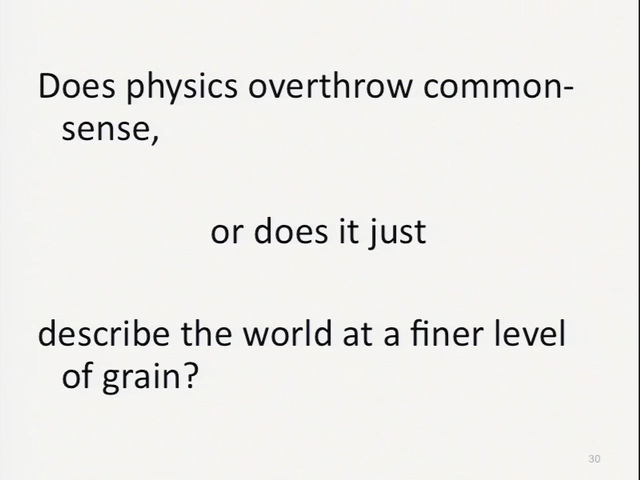 Does physics overthrow common-
sense,
or does it just
describe the world at a finer level
of grain?
30